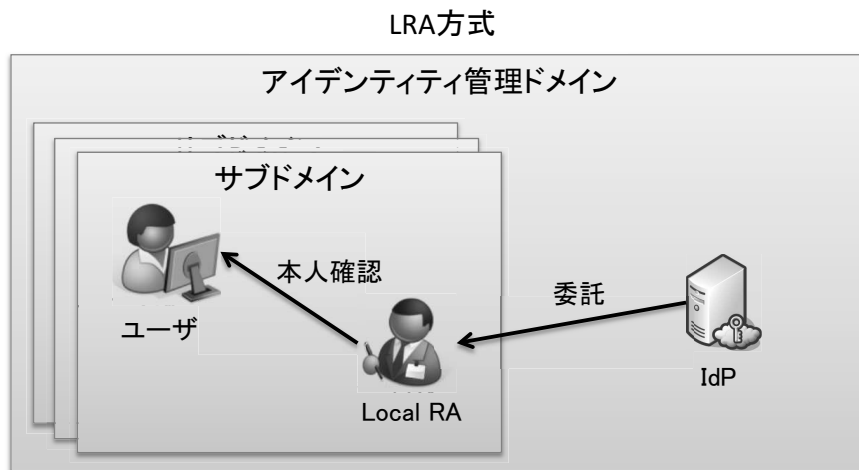 LRA方式
アイデンティティ管理ドメイン
サブドメイン
本人確認
委託
ユーザ
IdP
Local RA